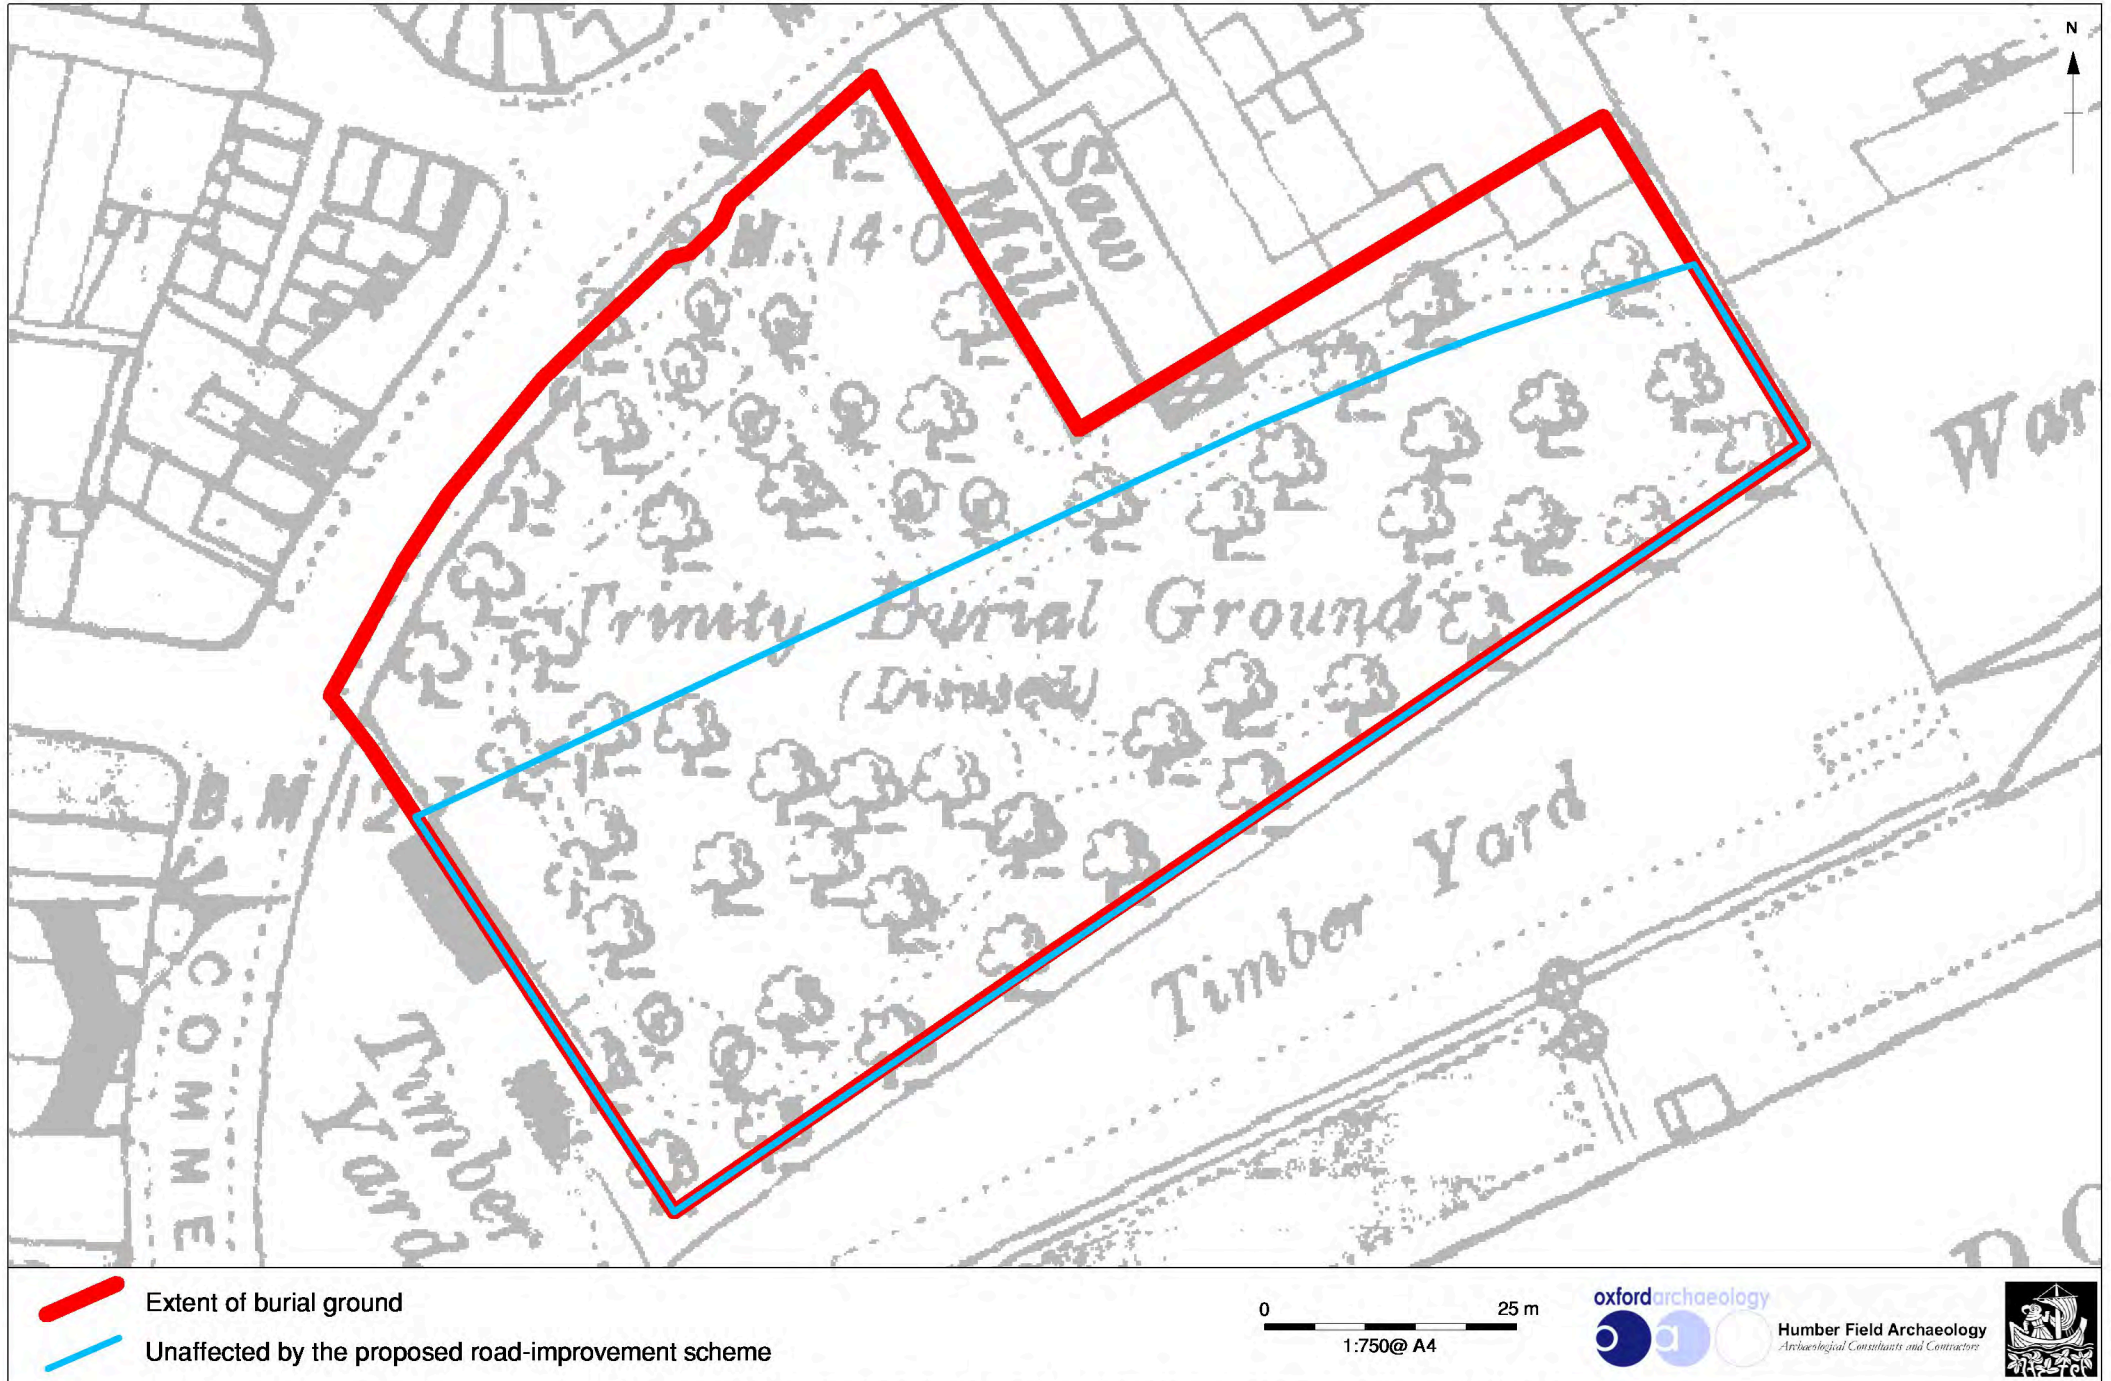 N
Saw
Mill
B.M. 14·0
War
Trinity Burial Ground
(Disused)
B.M 12
Timber Yard
COMME
Timber
Yard
Extent of burial ground
Unaffected by the proposed road-improvement scheme
0 25 m
1:750@ A4
oxfordarchaeology
oa
Humber Field Archaeology
Archaeological Consultants and Contractors